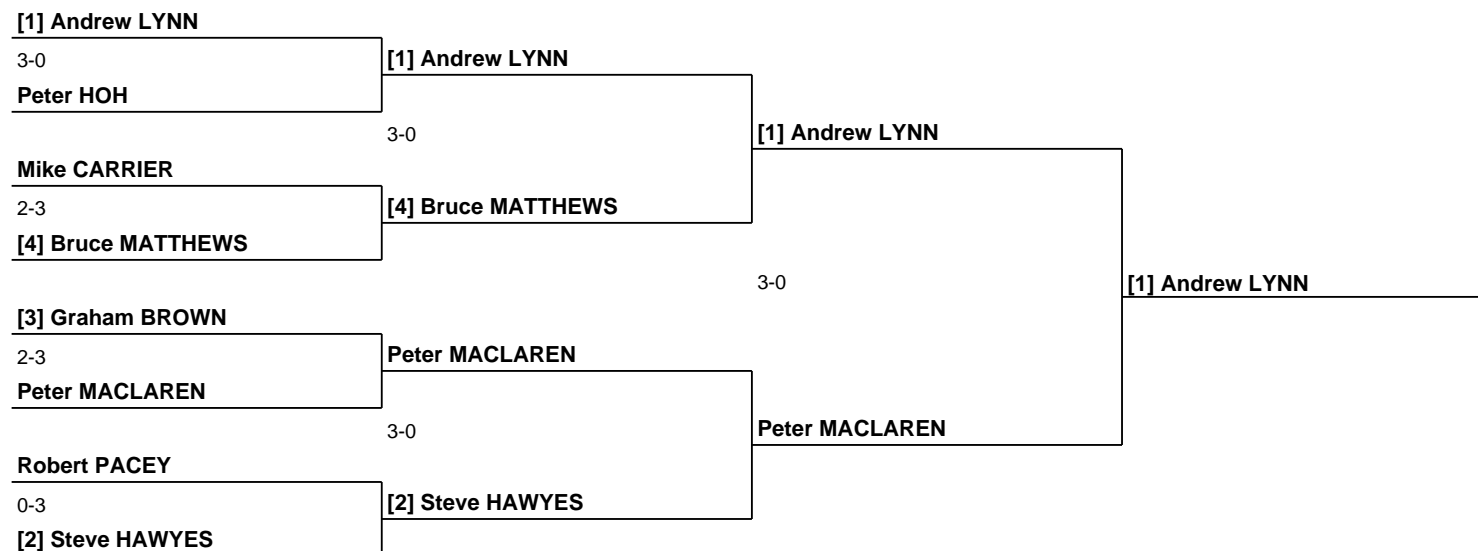 [1] Andrew LYNN
3-0
[1] Andrew LYNN
Peter HOH
3-0
[1] Andrew LYNN
Mike CARRIER
2-3
[4] Bruce MATTHEWS
[4] Bruce MATTHEWS
3-0
[1] Andrew LYNN
[3] Graham BROWN
2-3
Peter MACLAREN
Peter MACLAREN
3-0
Peter MACLAREN
Robert PACEY
0-3
[2] Steve HAWYES
[2] Steve HAWYES